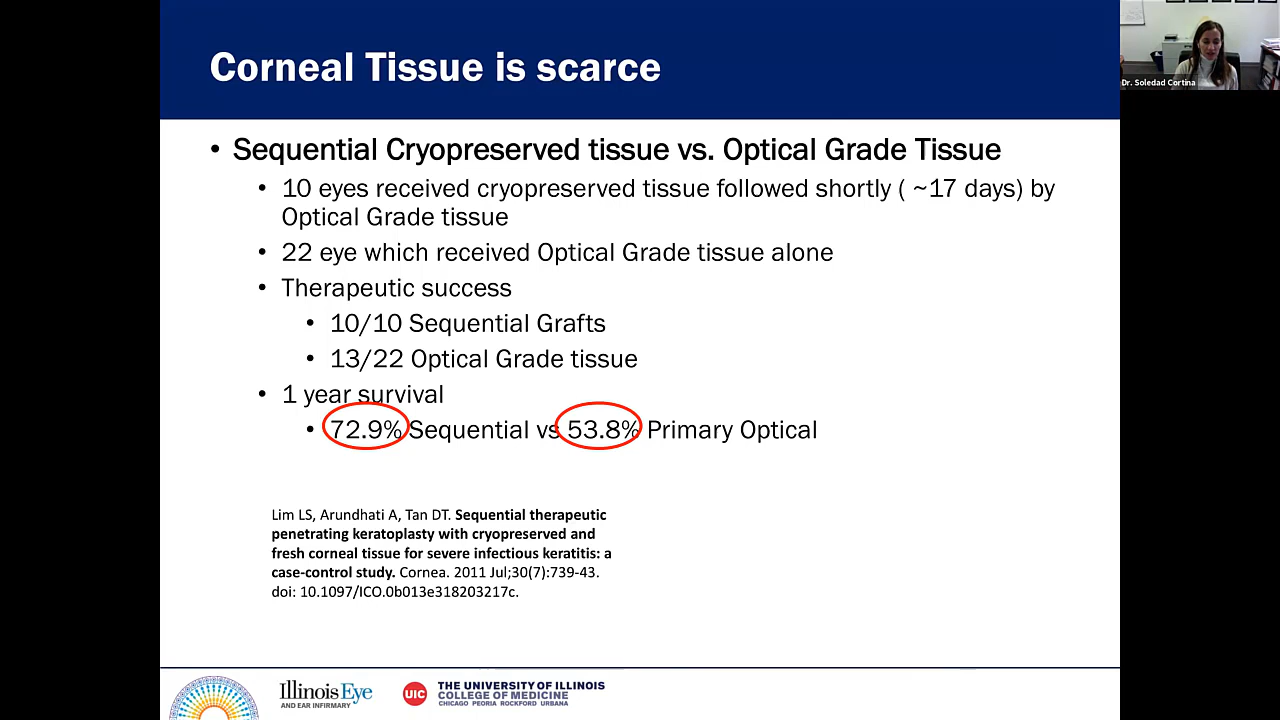 Corneal Tissue is scarce
Dr. Soledad Cortina
• Sequential Cryopreserved tissue vs. Optical Grade Tissue
• 10 eyes received cryopreserved tissue followed shortly ( ~17 days) by
Optical Grade tissue
• 22 eye which received Optical Grade tissue alone
• Therapeutic success
• 10/10 Sequential Grafts
• 13/22 Optical Grade tissue
• 1 year survival
• 72.9% Sequential vs 53.8% Primary Optical
Lim LS, Arundhati A, Tan DT. Sequential therapeutic
penetrating keratoplasty with cryopreserved and
fresh corneal tissue for severe infectious keratitis: a
case-control study. Cornea. 2011 Jul;30(7):739-43.
doi: 10.1097/ICO.0b013e318203217c.
Illinois Eye
AND EAR INFIRMARY
UIC
THE UNIVERSITY OF ILLINOIS
COLLEGE OF MEDICINE
CHICAGO PEORIA ROCKFORD URBANA